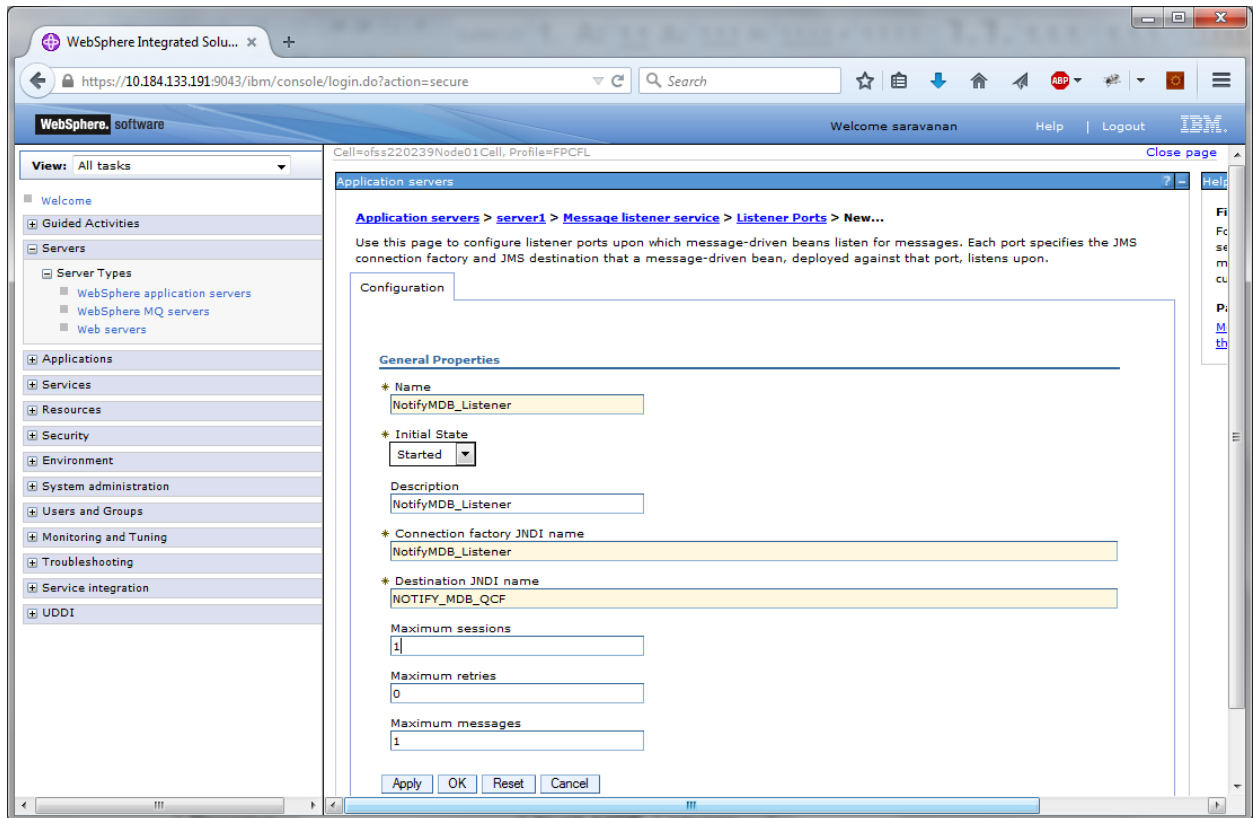 WebSphere Integrated Solu... × +
https://10.184.133.191:9043/ibm/console/login.do?action=secure
Search
ABP
WebSphere. software
Welcome saravanan
Help | Logout
IBM.
View: All tasks
Welcome
Guided Activities
Servers
Server Types
WebSphere application servers
WebSphere MQ servers
Web servers
Applications
Services
Resources
Security
Environment
System administration
Users and Groups
Monitoring and Tuning
Troubleshooting
Service integration
UDDI
Cell=ofss220239Node01Cell, Profile=FPCFL
Close page
Application servers
? -
Help
Application servers > server1 > Message listener service > Listener Ports > New...
Use this page to configure listener ports upon which message-driven beans listen for messages. Each port specifies the JMS
connection factory and JMS destination that a message-driven bean, deployed against that port, listens upon.
Configuration
General Properties
* Name
NotifyMDB_Listener
* Initial State
Started
Description
NotifyMDB_Listener
* Connection factory JNDI name
NotifyMDB_Listener
* Destination JNDI name
NOTIFY_MDB_QCF
Maximum sessions
1
Maximum retries
0
Maximum messages
1
Apply OK Reset Cancel